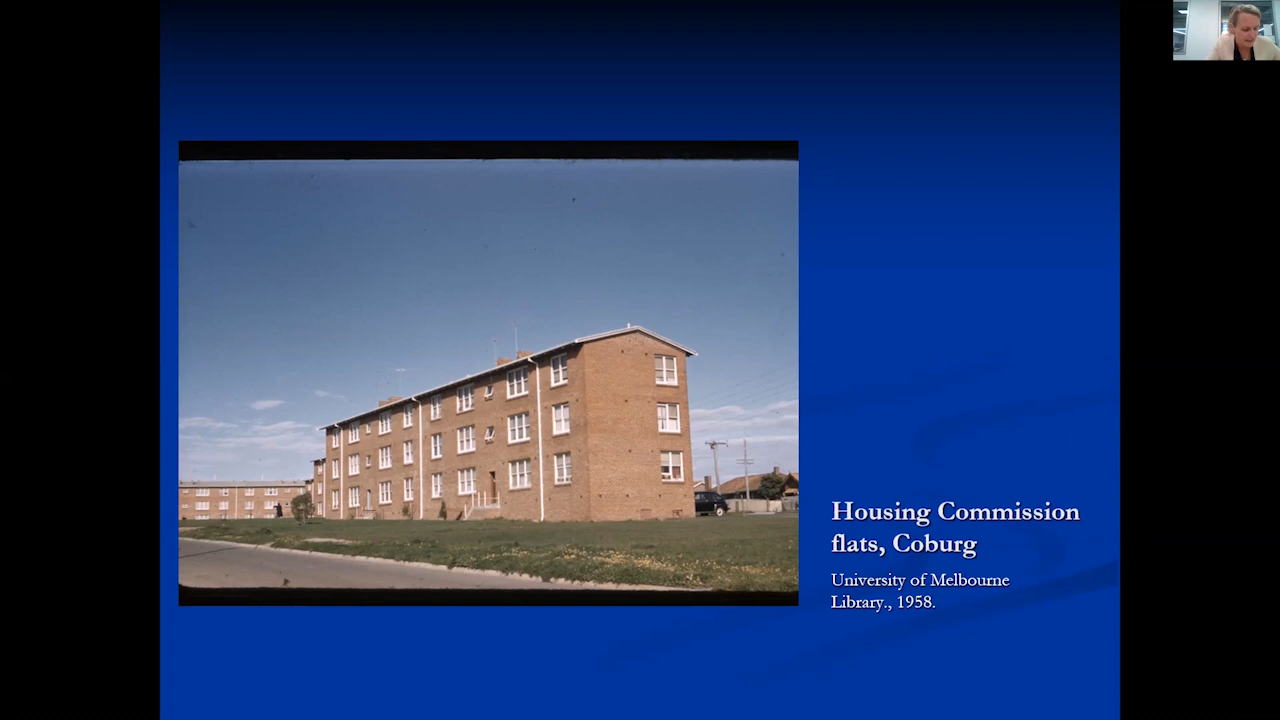 Housing Commission
flats, Coburg
University of Melbourne
Library., 1958.